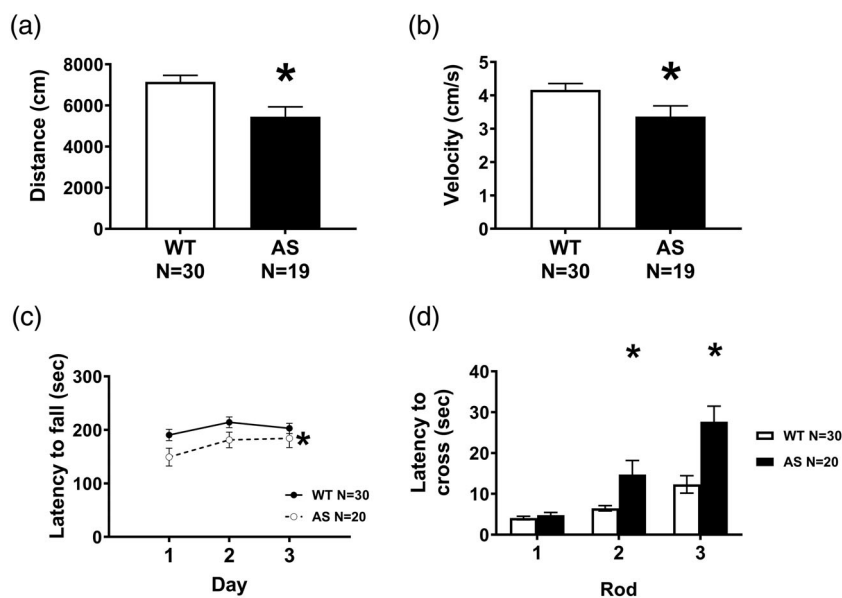 (a)
Distance (cm)
8000
6000
4000
2000
0
*
WT
AS
N=30
N=19
(b)
Velocity (cm/s)
5
4
3
2
1
0
*
WT
AS
N=30
N=19
(c)
Latency to fall (sec)
300
200
100
0
*
WT N=30
AS N=20
1 2 3
Day
(d)
Latency to
cross (sec)
40
30
20
10
0
* *
WT N=30
AS N=20
1 2 3
Rod